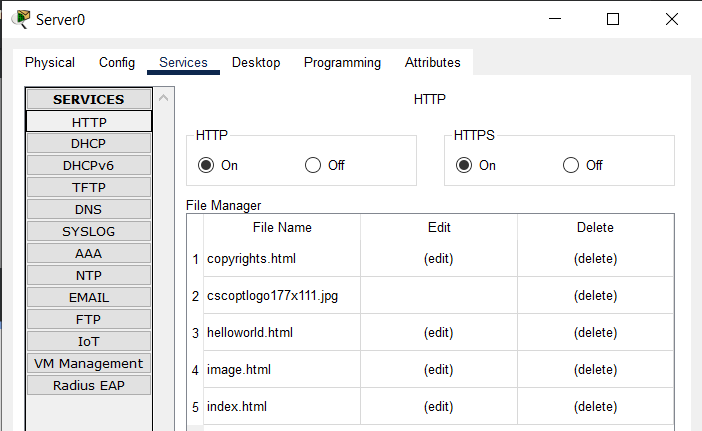 Server0
Physical Config Services Desktop Programming Attributes
SERVICES
HTTP
DHCP
DHCPv6
TFTP
DNS
SYSLOG
AAA
NTP
EMAIL
FTP
IoT
VM Management
Radius EAP
HTTP
HTTP
On Off
HTTPS
On Off
File Manager
File Name Edit Delete
1 copyrights.html (edit) (delete)
2 cscoptlogo177x111.jpg (delete)
3 helloworld.html (edit) (delete)
4 image.html (edit) (delete)
5 index.html (edit) (delete)